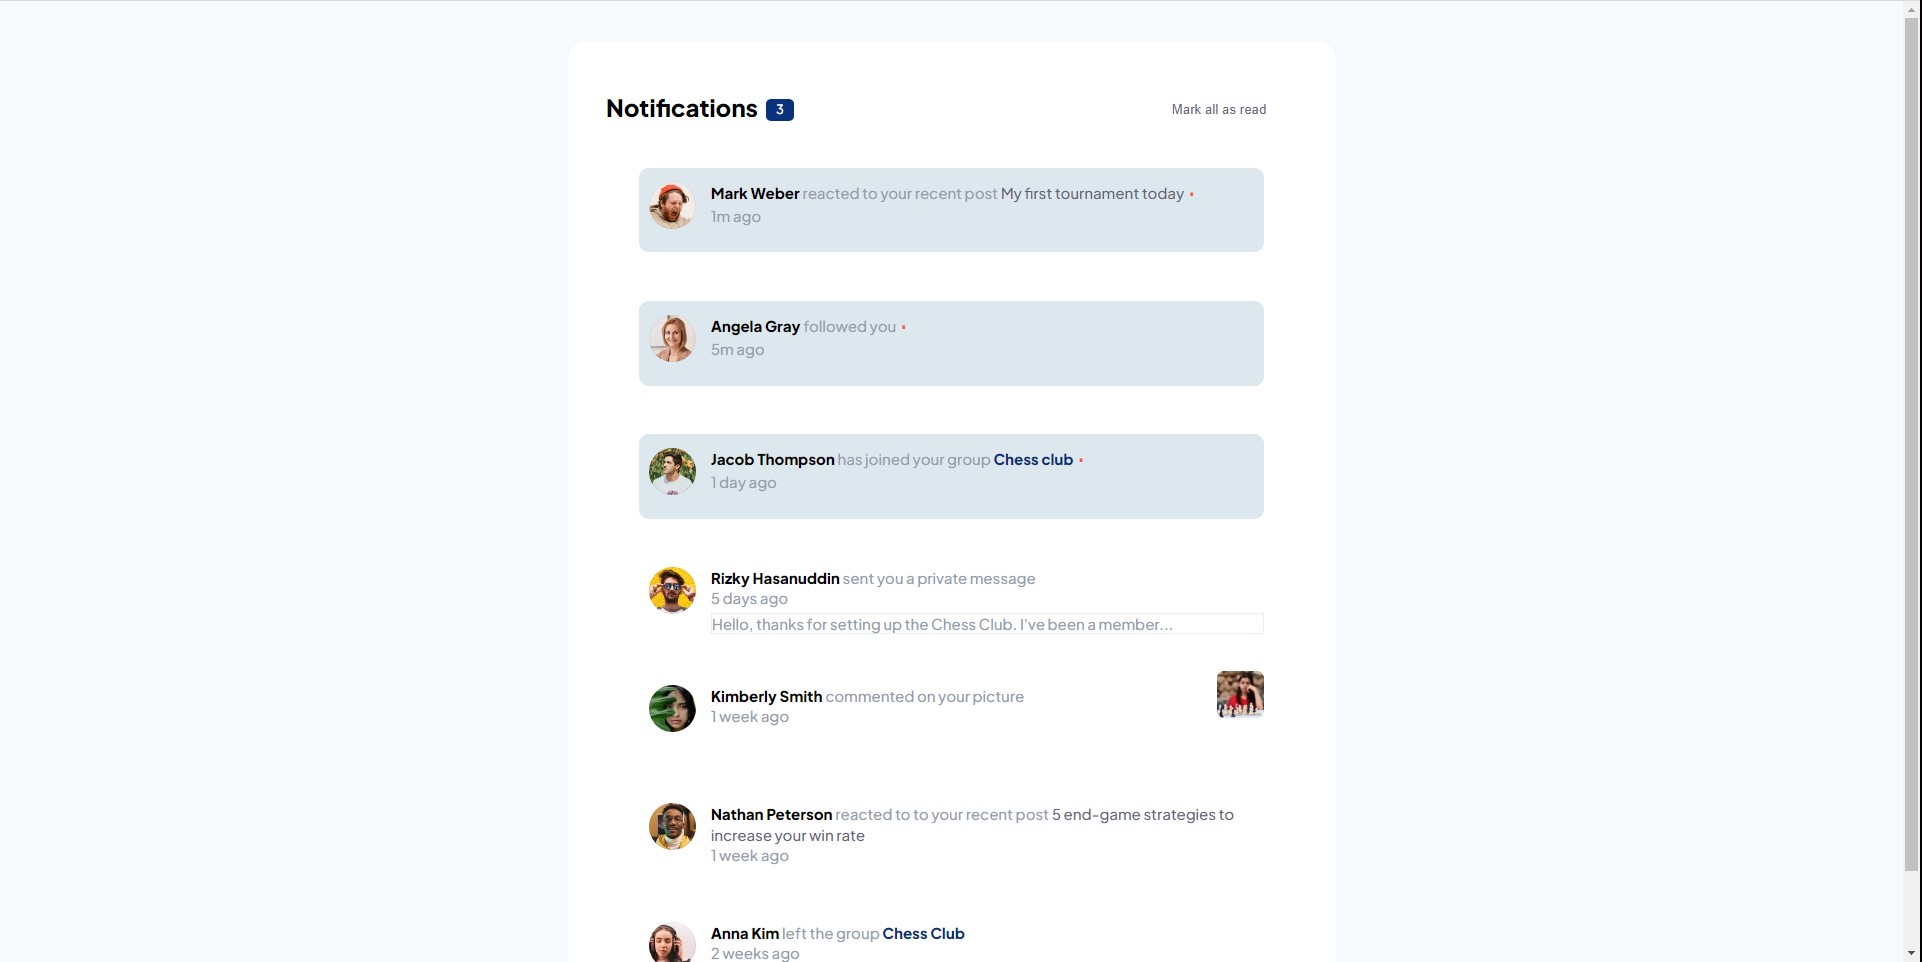 Notifications 3
Mark all as read
Mark Weber reacted to your recent post My first tournament today
1m ago
Angela Gray followed you
5m ago
Jacob Thompson has joined your group Chess club
1 day ago
Rizky Hasanuddin sent you a private message
5 days ago
Hello, thanks for setting up the Chess Club. I've been a member...
Kimberly Smith commented on your picture
1 week ago
Nathan Peterson reacted to to your recent post 5 end-game strategies to
increase your win rate
1 week ago
Anna Kim left the group Chess Club
2 weeks ago